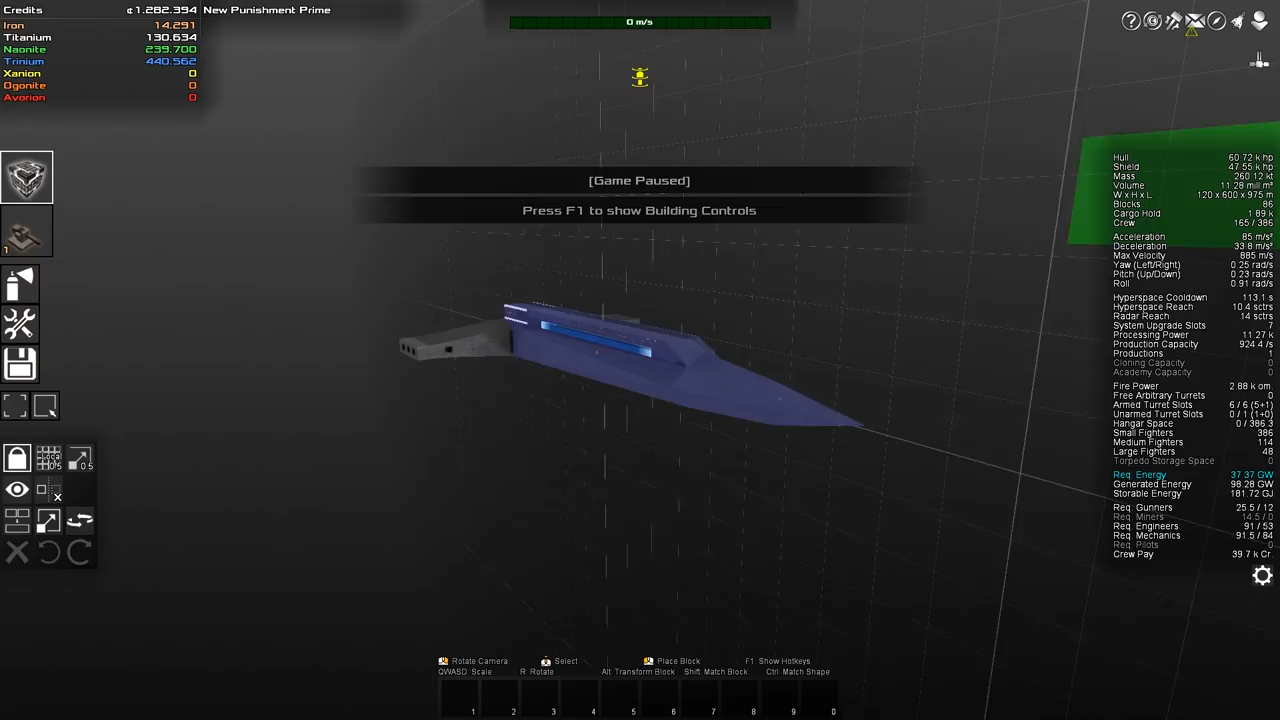 Credits ¢1.282.394 New Punishment Prime
Iron 14.291
Titanium 130.634
Naonite 239.700
Trinium 440.562
Xanion 0
Ogonite 0
Avorion 0
0 m/s
[Game Paused]
Press F1 to show Building Controls
1
Local 0.5
0.5
Hull 60.72 k hp
Shield 47.55 k hp
Mass 260.12 kt
Volume 11.28 mill m³
W x H x L 120 x 600 x 975 m
Blocks 86
Cargo Hold 1.89 k
Crew 165 / 386
Acceleration 85 m/s²
Deceleration 33.8 m/s²
Max Velocity 885 m/s
Yaw (Left/Right) 0.25 rad/s
Pitch (Up/Down) 0.23 rad/s
Roll 0.91 rad/s
Hyperspace Cooldown 113.1 s
Hyperspace Reach 10.4 sctrs
Radar Reach 14 sctrs
System Upgrade Slots 7
Processing Power 11.27 k
Production Capacity 924.4 /s
Productions 1
Cloning Capacity 0
Academy Capacity 0
Fire Power 2.88 k om.
Free Arbitrary Turrets 0
Armed Turret Slots 6 / 6 (5+1)
Unarmed Turret Slots 0 / 1 (1+0)
Hangar Space 0 / 386.3
Small Fighters 386
Medium Fighters 114
Large Fighters 48
Torpedo Storage Space 0
Req. Energy 37.37 GW
Generated Energy 98.28 GW
Storable Energy 181.72 GJ
Req. Gunners 25.5 / 12
Req. Miners 14.5 / 0
Req. Engineers 91 / 53
Req. Mechanics 91.5 / 84
Req. Pilots 0
Crew Pay 39.7 k Cr.
Rotate Camera Select Place Block F1: Show Hotkeys
QWASD: Scale R: Rotate Alt: Transform Block Shift: Match Block Ctrl: Match Shape
1 2 3 4 5 6 7 8 9 0